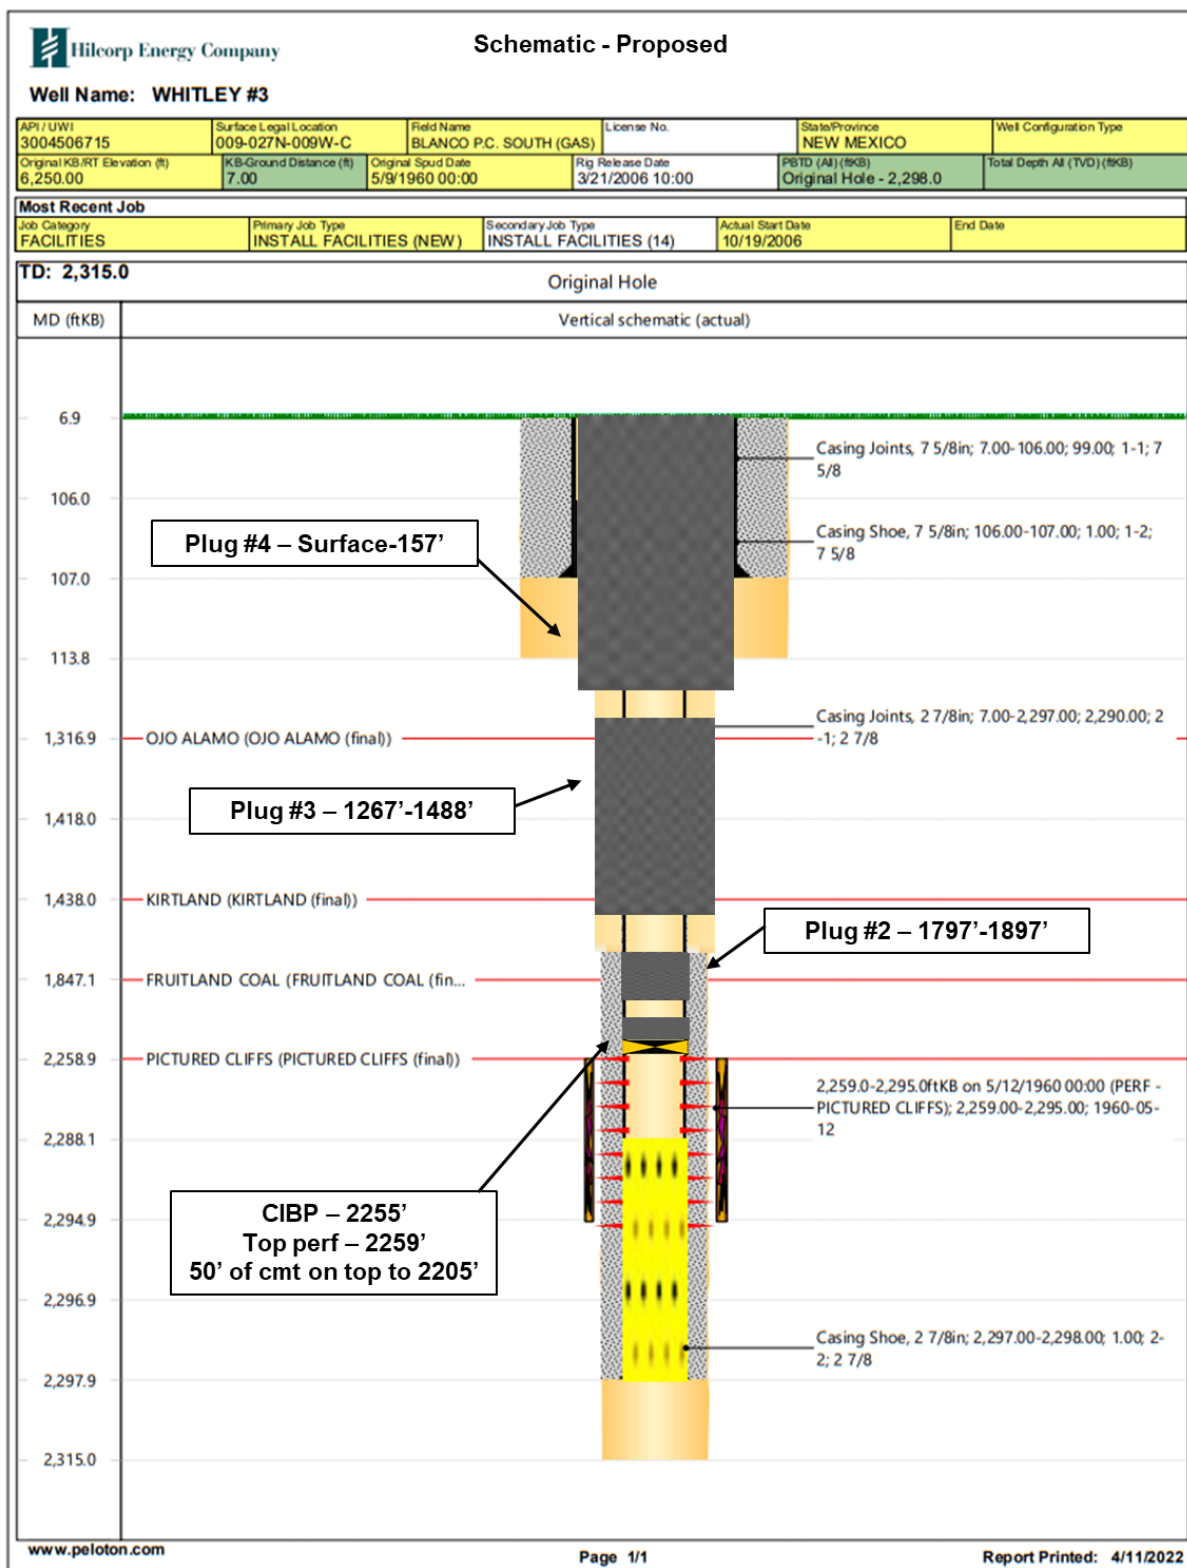 Hilcorp Energy Company
Schematic - Proposed
Well Name: WHITLEY #3
API / UWI
3004506715
Surface Legal Location
009-027N-009W-C
Field Name
BLANCO P.C. SOUTH (GAS)
License No.
State/Province
NEW MEXICO
Well Configuration Type
Original KB/RT Elevation (ft)
6,250.00
KB-Ground Distance (ft)
7.00
Original Spud Date
5/9/1960 00:00
Rig Release Date
3/21/2006 10:00
PBTD (All) (ftKB)
Original Hole - 2,298.0
Total Depth All (TVD) (ftKB)
Most Recent Job
Job Category
FACILITIES
Primary Job Type
INSTALL FACILITIES (NEW)
Secondary Job Type
INSTALL FACILITIES (14)
Actual Start Date
10/19/2006
End Date
TD: 2,315.0
Original Hole
MD (ftKB)
Vertical schematic (actual)
6.9
Casing Joints, 7 5/8in; 7.00-106.00; 99.00; 1-1; 7
5/8
106.0
Plug #4 – Surface-157’
Casing Shoe, 7 5/8in; 106.00-107.00; 1.00; 1-2;
7 5/8
107.0
113.8
Casing Joints, 2 7/8in; 7.00-2,297.00; 2,290.00; 2
-1; 2 7/8
1,316.9
OJO ALAMO (OJO ALAMO (final))
Plug #3 – 1267’-1488’
1,418.0
1,438.0
KIRTLAND (KIRTLAND (final))
Plug #2 – 1797’-1897’
1,847.1
FRUITLAND COAL (FRUITLAND COAL (fin...
2,258.9
PICTURED CLIFFS (PICTURED CLIFFS (final))
2,259.0-2,295.0ftKB on 5/12/1960 00:00 (PERF -
PICTURED CLIFFS); 2,259.00-2,295.00; 1960-05-
12
2,288.1
CIBP – 2255’
Top perf – 2259’
50’ of cmt on top to 2205’
2,294.9
2,296.9
Casing Shoe, 2 7/8in; 2,297.00-2,298.00; 1.00; 2-
2; 2 7/8
2,297.9
2,315.0
www.peloton.com
Page 1/1
Report Printed: 4/11/2022